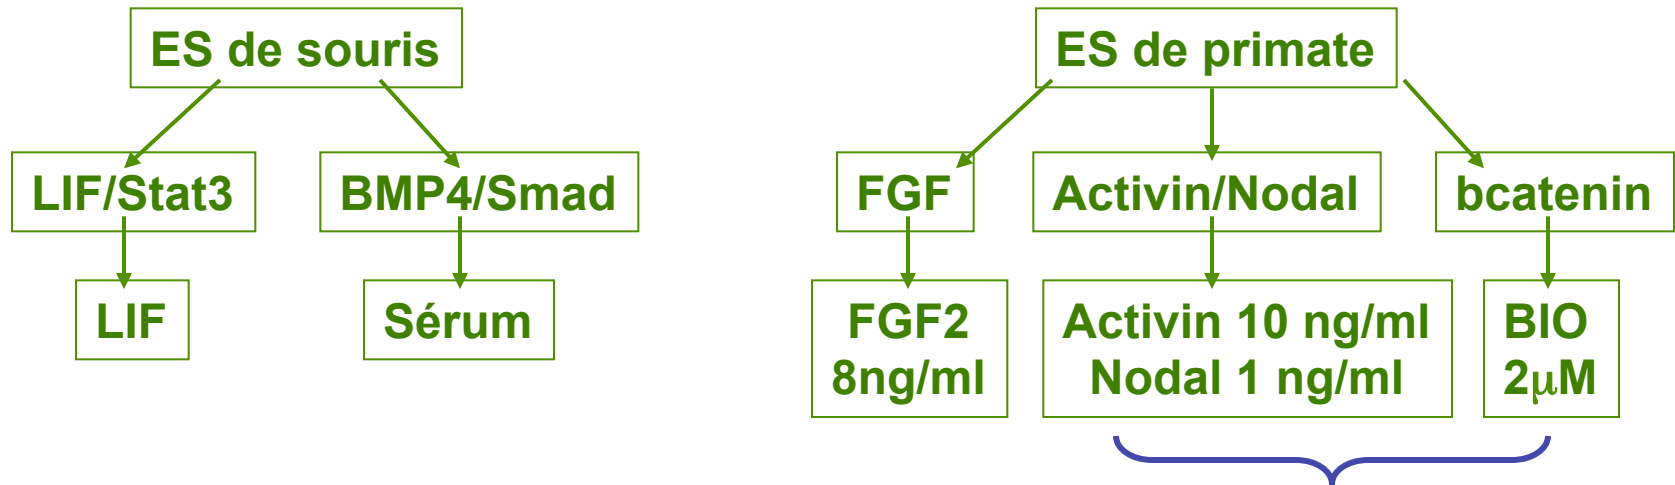 ES de souris
ES de primate
LIF/Stat3
BMP4/Smad
FGF
Activin/Nodal
bcatenin
LIF
Sérum
FGF2
8ng/ml
Activin 10 ng/ml
Nodal 1 ng/ml
BIO
2μM